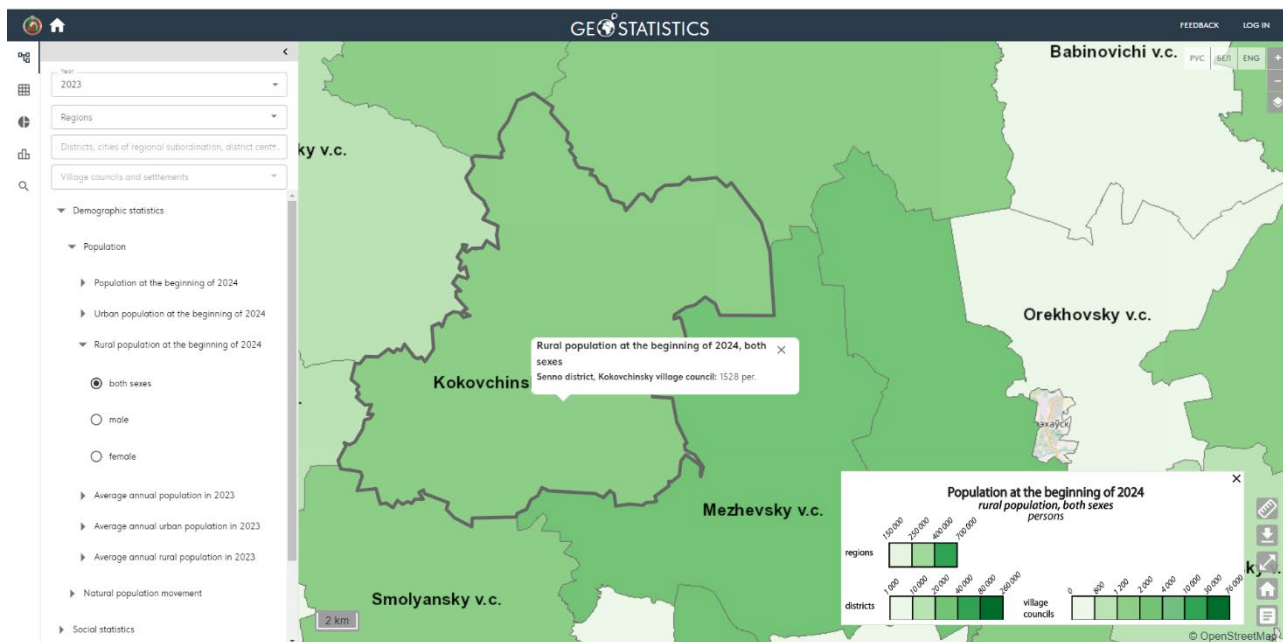 GEOSTATISTICS
FEEDBACK LOG IN
РУС БЕЛ ENG
Year
2023
Regions
Districts, cities of regional subordination, district centr
Village councils and settlements
Demographic statistics
Population
Population at the beginning of 2024
Urban population at the beginning of 2024
Rural population at the beginning of 2024
both sexes
male
female
Average annual population in 2023
Average annual urban population in 2023
Average annual rural population in 2023
Natural population movement
Social statistics
Babinovichi v.c.
ky v.c.
Orekhovsky v.c.
Rural population at the beginning of 2024, both
sexes
Senno district, Kokovchinsky village council: 1528 per.
Kokovchins
эхаўск
Mezhevsky v.c.
Smolyansky v.c.
2 km
Population at the beginning of 2024
rural population, both sexes
persons
150 000 250 000 400 000 700 000
regions
1 000 10 000 20 000 40 000 80 000 260 000
districts
0 800 1 200 2 000 4 000 10 000 30 000 76 000
village
councils
ky v.
© OpenStreetMap